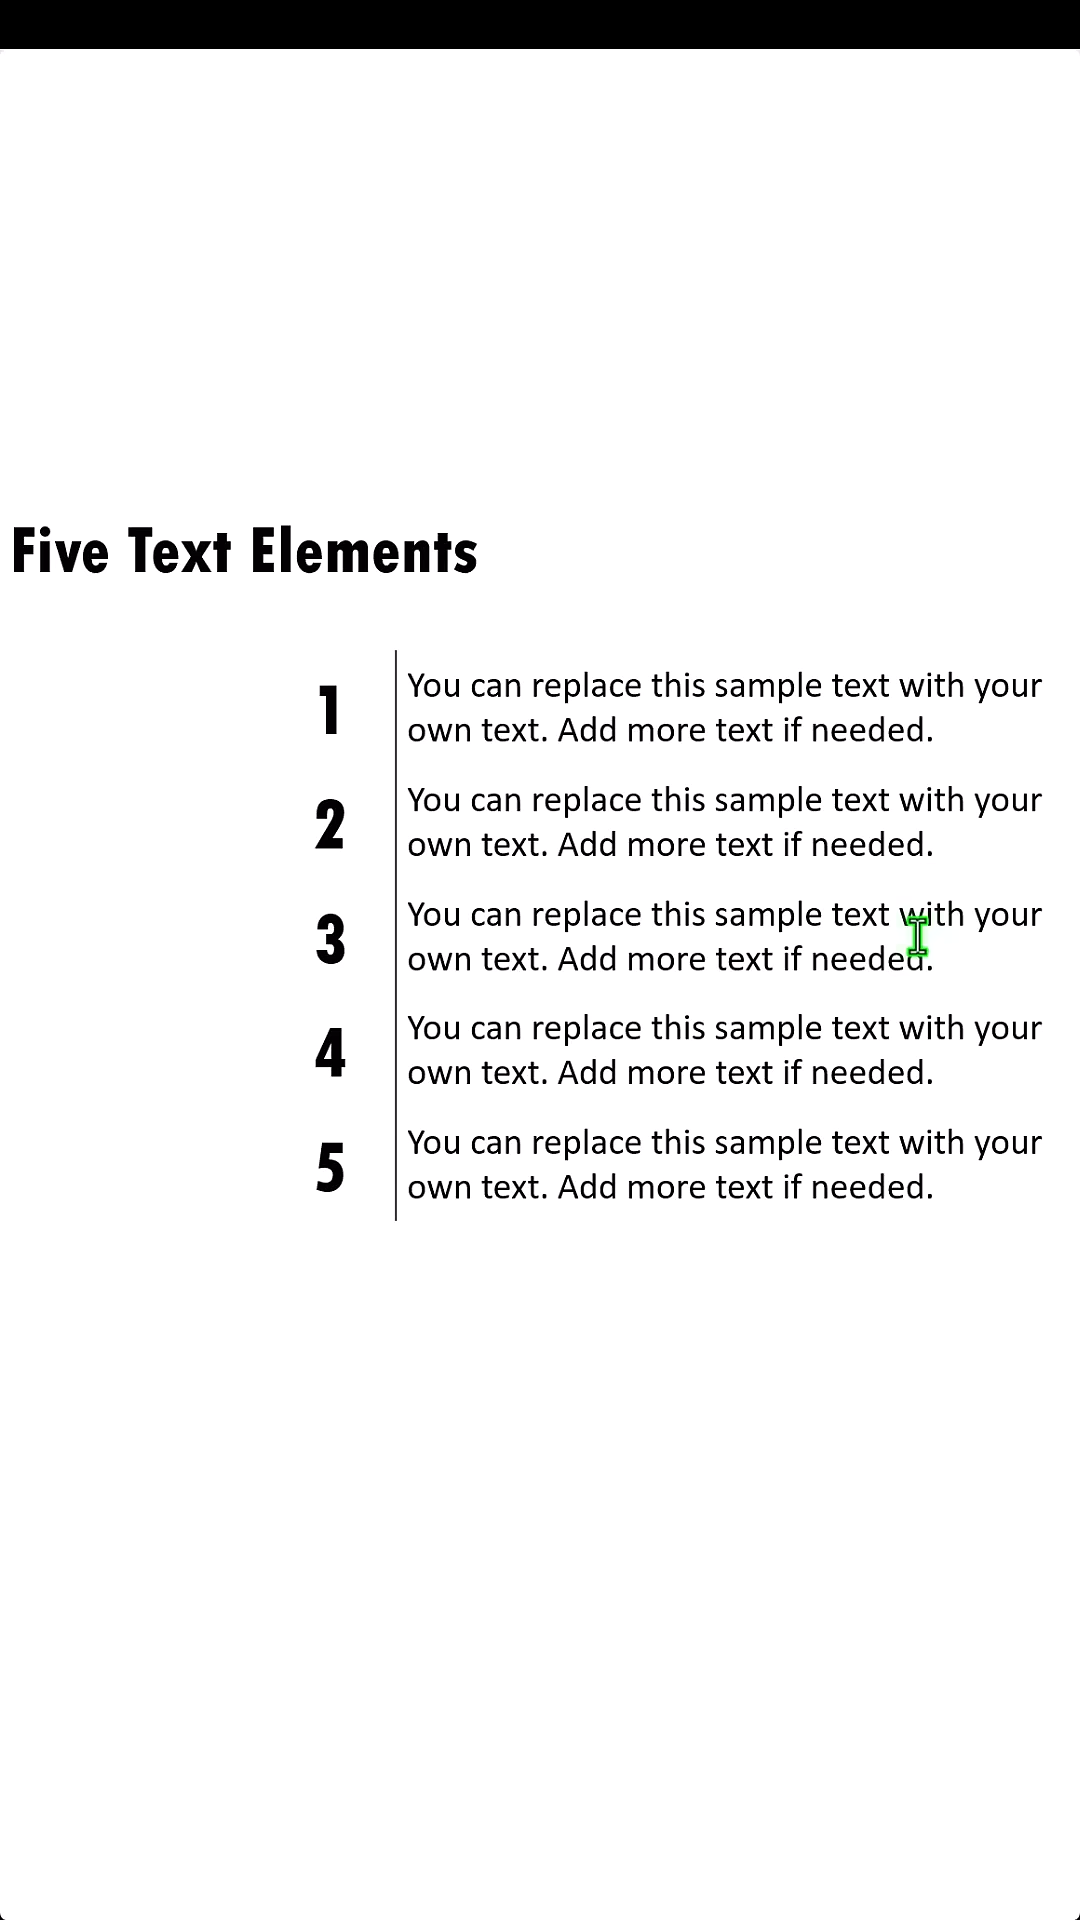 Five Text Elements
1
You can replace this sample text with your
own text. Add more text if needed.
2
You can replace this sample text with your
own text. Add more text if needed.
3
You can replace this sample text with your
own text. Add more text if needed.
4
You can replace this sample text with your
own text. Add more text if needed.
5
You can replace this sample text with your
own text. Add more text if needed.